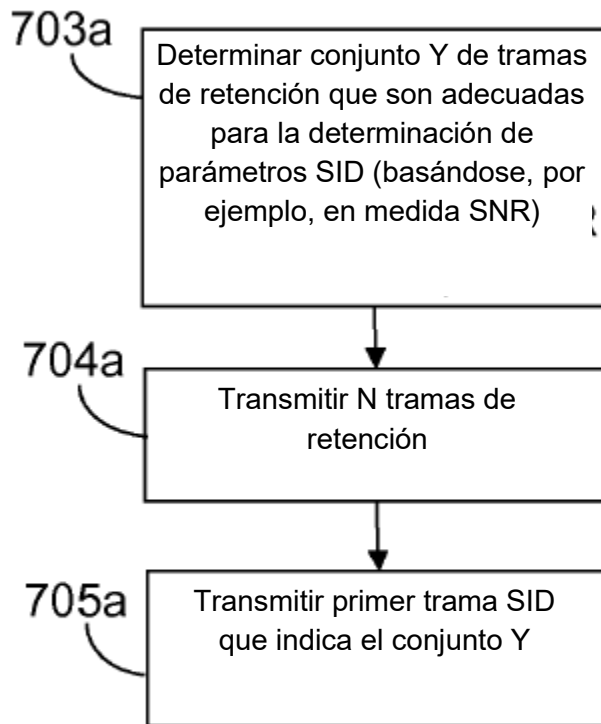 703a
Determinar conjunto Y de tramas
de retención que son adecuadas
para la determinación de
parámetros SID (basándose, por
ejemplo, en medida SNR)
704a
Transmitir N tramas de
retención
705a
Transmitir primer trama SID
que indica el conjunto Y